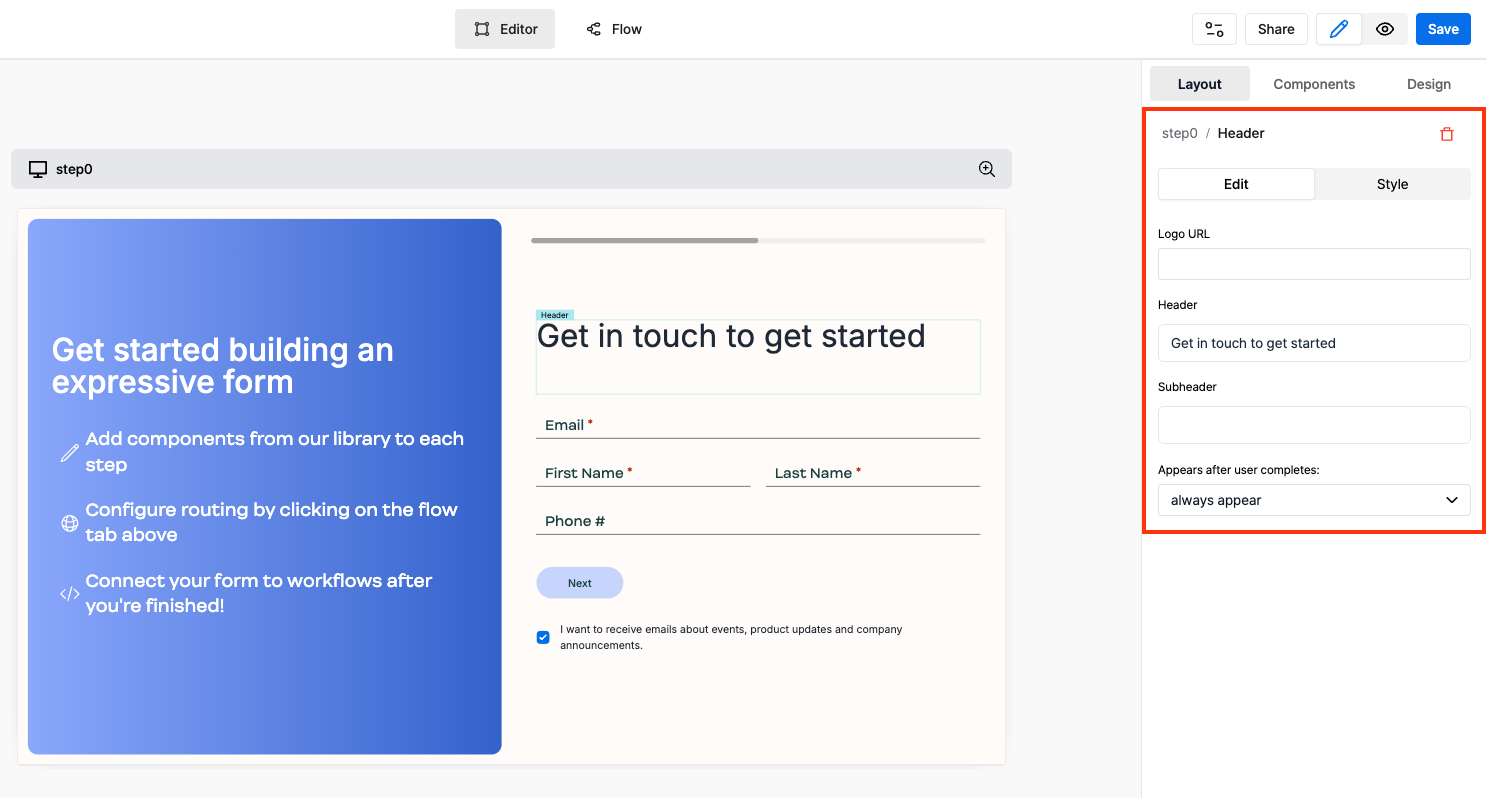 Editor
Flow
Share
Save
Layout
Components
Design
step0 / Header
Edit
Style
Logo URL
Header
Get in touch to get started
Subheader
Appears after user completes:
always appear
step0
Get started building an
expressive form
Add components from our library to each
step
Configure routing by clicking on the flow
tab above
Connect your form to workflows after
you're finished!
Header
Get in touch to get started
Email *
First Name *
Last Name *
Phone #
Next
I want to receive emails about events, product updates and company
announcements.